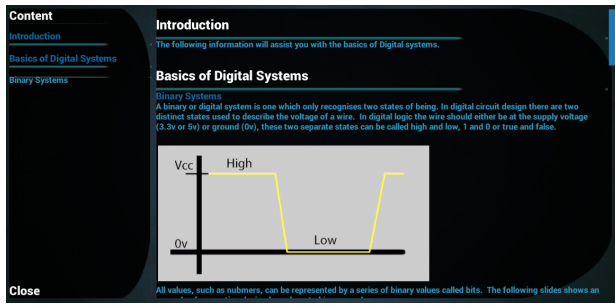 Content
Introduction
Basics of Digital Systems
Binary Systems
Close
Introduction
The following information will assist you with the basics of Digital systems.
Basics of Digital Systems
Binary Systems
A binary or digital system is one which only recognises two states of being. In digital circuit design there are two
distinct states used to describe the voltage of a wire. In digital logic the wire should either be at the supply voltage
(3.3v or 5v) or ground (0v), these two separate states can be called high and low, 1 and 0 or true and false.
Vcc High
0v Low
All values, such as nubmers, can be represented by a series of binary values called bits. The following slides shows an